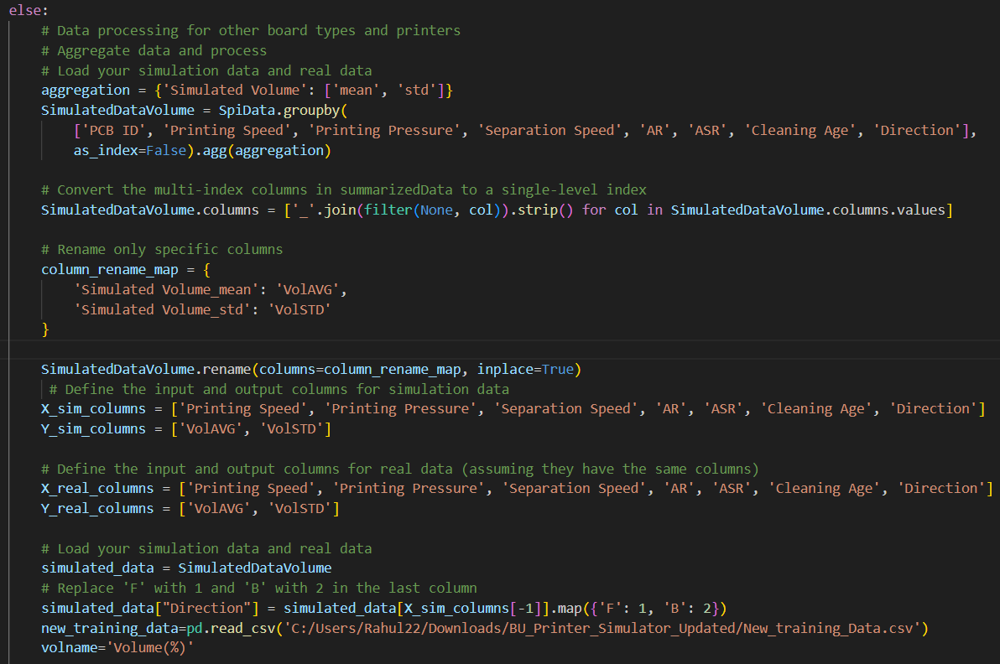 else:
# Data processing for other board types and printers
# Aggregate data and process
# Load your simulation data and real data
aggregation = {'Simulated Volume': ['mean', 'std']}
SimulatedDataVolume = SpiData.groupby(
['PCB ID', 'Printing Speed', 'Printing Pressure', 'Separation Speed', 'AR', 'ASR', 'Cleaning Age', 'Direction'],
as_index=False).agg(aggregation)
# Convert the multi-index columns in summarizedData to a single-level index
SimulatedDataVolume.columns = ['_'.join(filter(None, col)).strip() for col in SimulatedDataVolume.columns.values]
# Rename only specific columns
column_rename_map = {
'Simulated Volume_mean': 'VolAVG',
'Simulated Volume_std': 'VolSTD'
}
SimulatedDataVolume.rename(columns=column_rename_map, inplace=True)
# Define the input and output columns for simulation data
X_sim_columns = ['Printing Speed', 'Printing Pressure', 'Separation Speed', 'AR', 'ASR', 'Cleaning Age', 'Direction']
Y_sim_columns = ['VolAVG', 'VolSTD']
# Define the input and output columns for real data (assuming they have the same columns)
X_real_columns = ['Printing Speed', 'Printing Pressure', 'Separation Speed', 'AR', 'ASR', 'Cleaning Age', 'Direction']
Y_real_columns = ['VolAVG', 'VolSTD']
# Load your simulation data and real data
simulated_data = SimulatedDataVolume
# Replace 'F' with 1 and 'B' with 2 in the last column
simulated_data["Direction"] = simulated_data[X_sim_columns[-1]].map({'F': 1, 'B': 2})
new_training_data=pd.read_csv('C:/Users/Rahul22/Downloads/BU_Printer_Simulator_Updated/New_training_Data.csv')
volname='Volume(%)'